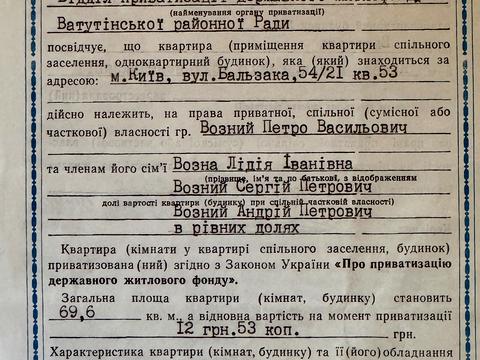 Відділ приватизації державного
(найменування органу приватизації)
Ватутінської районної Ради
посвідчує, що квартира (приміщення квартири спільного
заселення, одноквартирний будинок), яка (який) знаходиться за
адресою: м.Київ, вул.Бальзака,54/2І кв.53
дійсно належить, на права приватної, спільної (сумісної або
часткової) власності гр. Возний Петро Васильович
та членам його сім'ї Возна Лідія Іванівна
(прізвище, ім'я та по батькові, з відображенням
Возний Сергій Петрович
долі вартості квартири (будинку) при спільній частковій власності)
Возний Андрій Петрович
в рівних долях
Квартира (кімнати у квартирі спільного заселення, будинок)
приватизована (ний) згідно з Законом України «Про приватизацію
державного житлового фонду».
Загальна площа квартири (кімнат, будинку) становить
69,6 кв. м., а відновна вартість на момент приватизації
І2 грн.53 коп. грн.
Характеристика квартири (кімнат, будинку) та її (його) обладнання